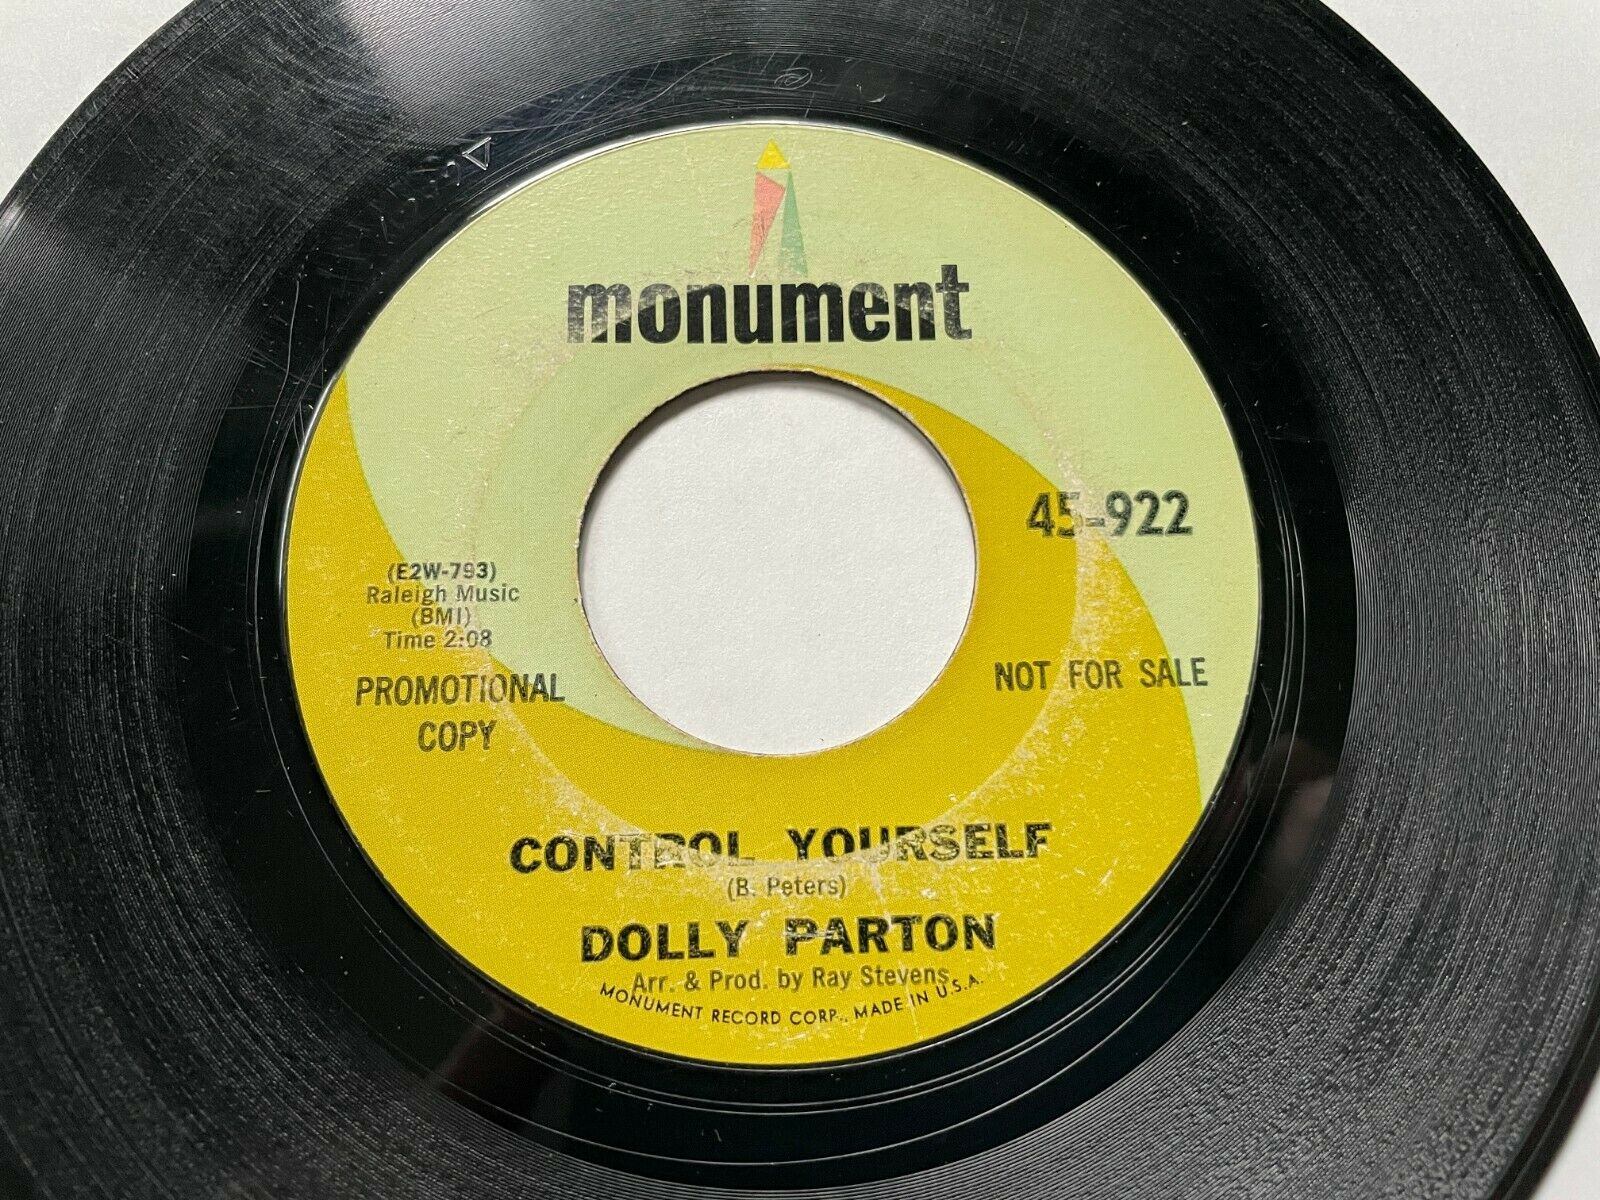 monument
45-922
(E2W-793)
Raleigh Music
(BMI)
Time 2:08
PROMOTIONAL
COPY
NOT FOR SALE
CONTROL YOURSELF
(B. Peters)
DOLLY PARTON
Arr. & Prod. by Ray Stevens
MONUMENT RECORD CORP., MADE IN U.S.A.